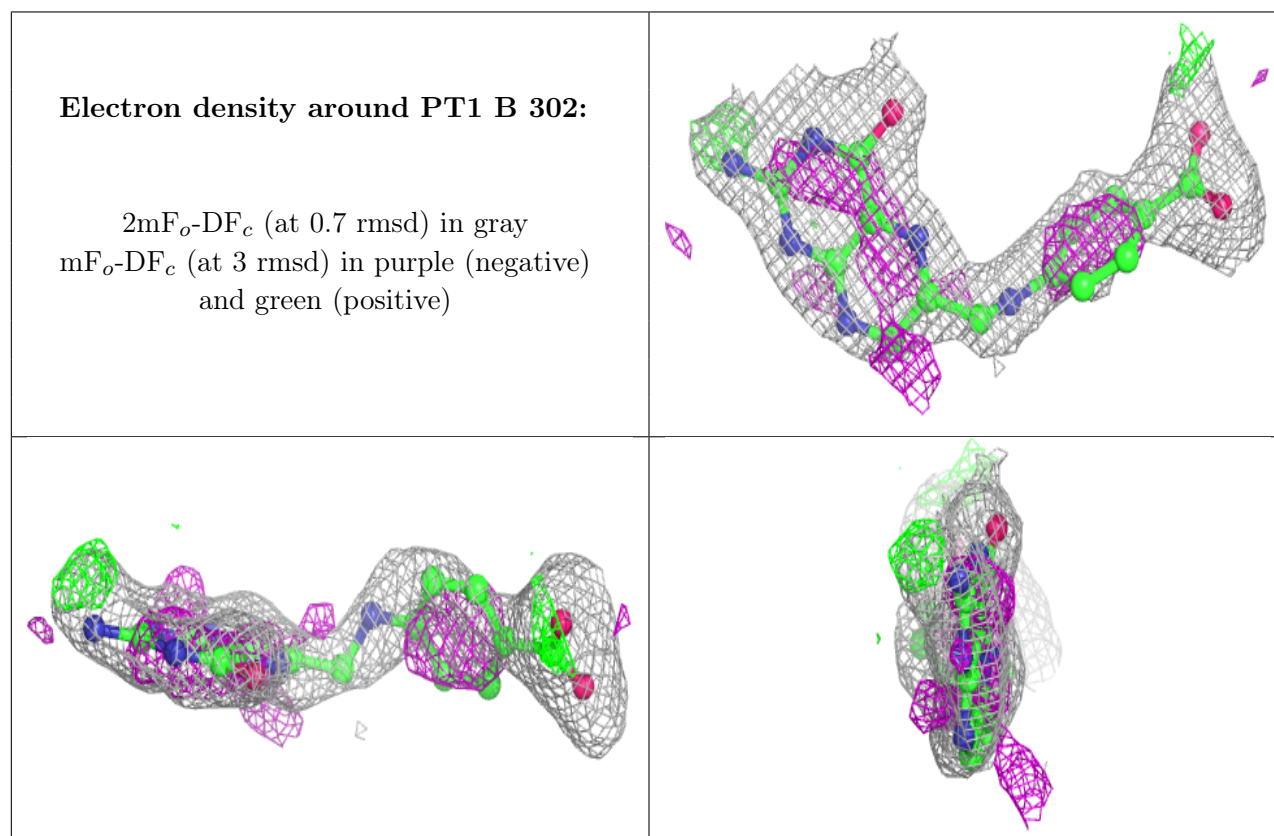 Electron density around PT1 B 302:
2mFo-DFc (at 0.7 rmsd) in gray
mFo-DFc (at 3 rmsd) in purple (negative)
and green (positive)